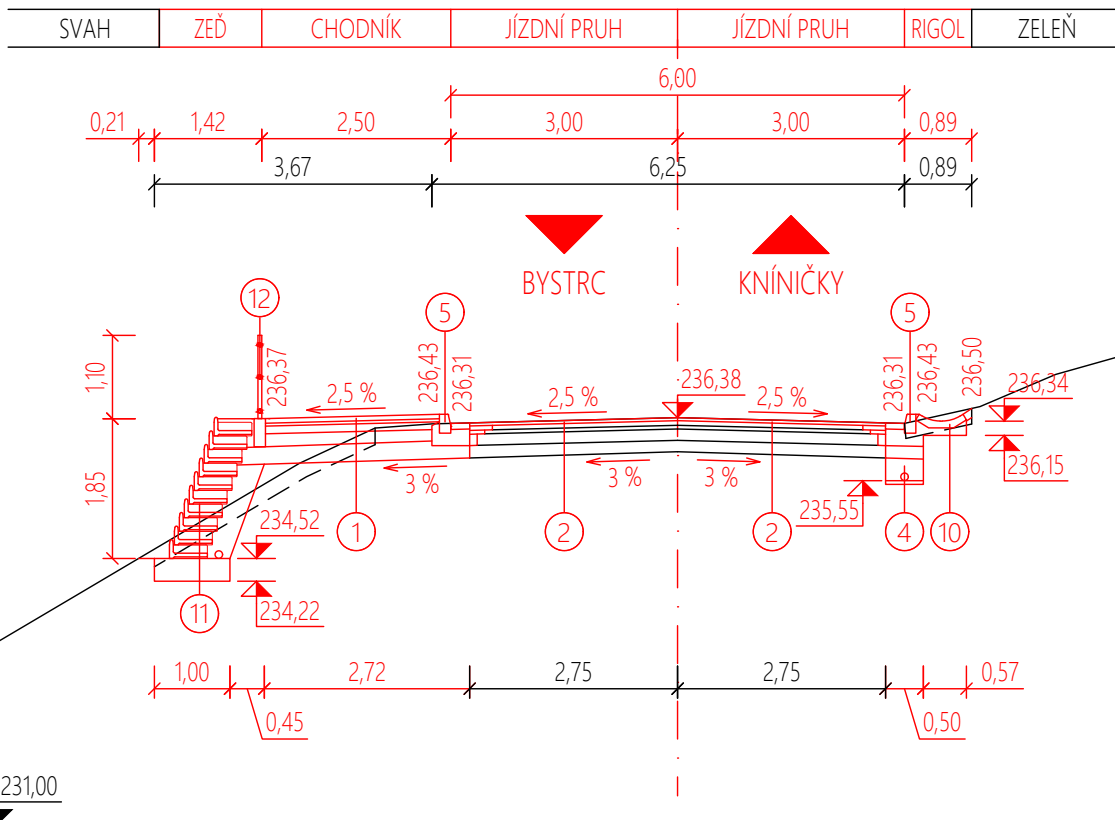 SVAH ZEĎ CHODNÍK JÍZDNÍ PRUH JÍZDNÍ PRUH RIGOL ZELEŇ
6,00
0,21 1,42 2,50 3,00 3,00 0,89
3,67 6,25 0,89
BYSTRC KNÍNIČKY
12 5 5
1,10 236,37 236,43 236,31 236,38 236,31 236,43 236,50 236,34
2,5 % 2,5 % 2,5 %
236,15
1,85 3 % 3 % 3 %
234,52 1 2 2 235,55 4 10
11 234,22
1,00 2,72 2,75 2,75 0,57
0,45 0,50
231,00